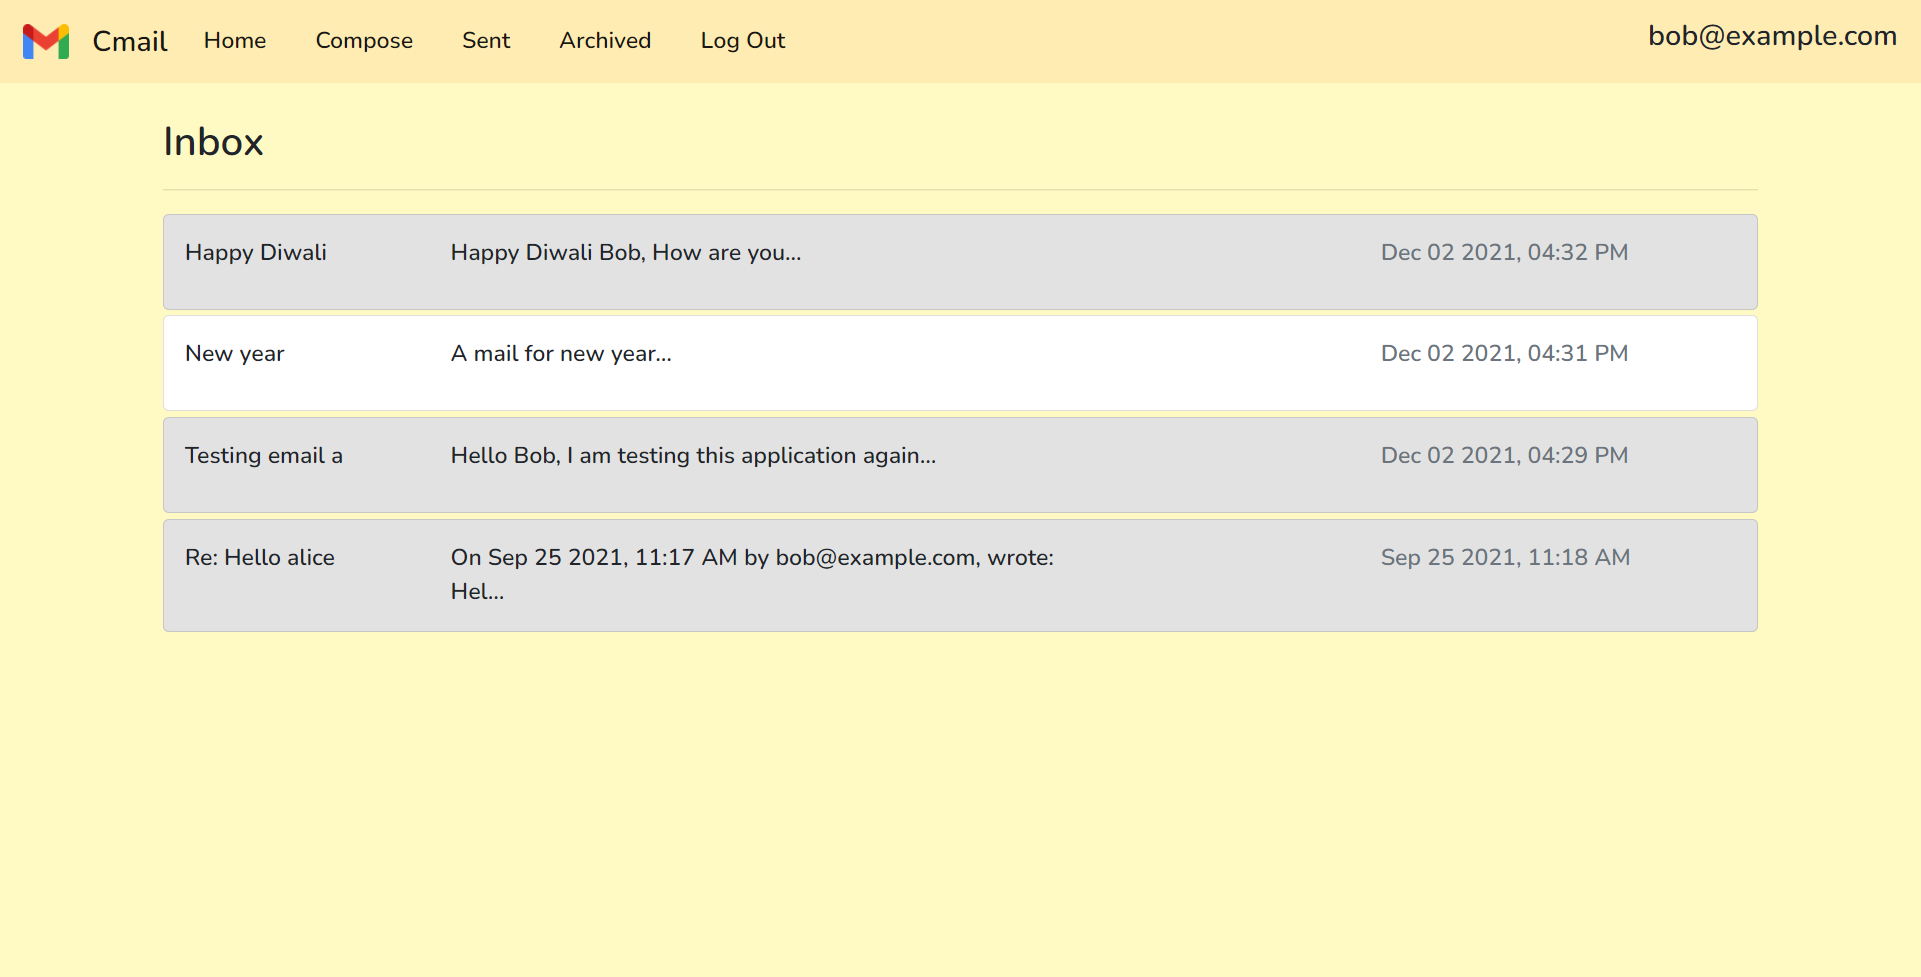 Cmail Home Compose Sent Archived Log Out bob@example.com
Inbox
Happy Diwali Happy Diwali Bob, How are you... Dec 02 2021, 04:32 PM
New year A mail for new year... Dec 02 2021, 04:31 PM
Testing email a Hello Bob, I am testing this application again... Dec 02 2021, 04:29 PM
Re: Hello alice On Sep 25 2021, 11:17 AM by bob@example.com, wrote: Sep 25 2021, 11:18 AM
Hel...